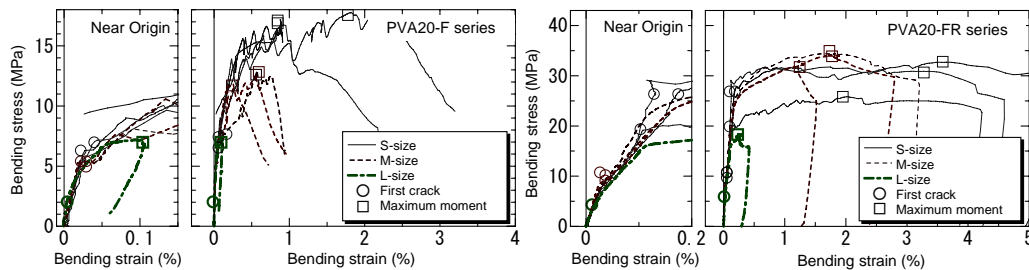 Near Origin
PVA20-F series
Bending stress (MPa)
15
10
5
0
0
0.1
Bending strain (%)
S-size
M-size
L-size
First crack
Maximum moment
0
1
2
3
4
Bending strain (%)
Near Origin
PVA20-FR series
Bending stress (MPa)
50
40
30
20
10
0
0
0.2
Bending strain (%)
S-size
M-size
L-size
First crack
Maximum moment
0
1
2
3
4
5
Bending strain (%)